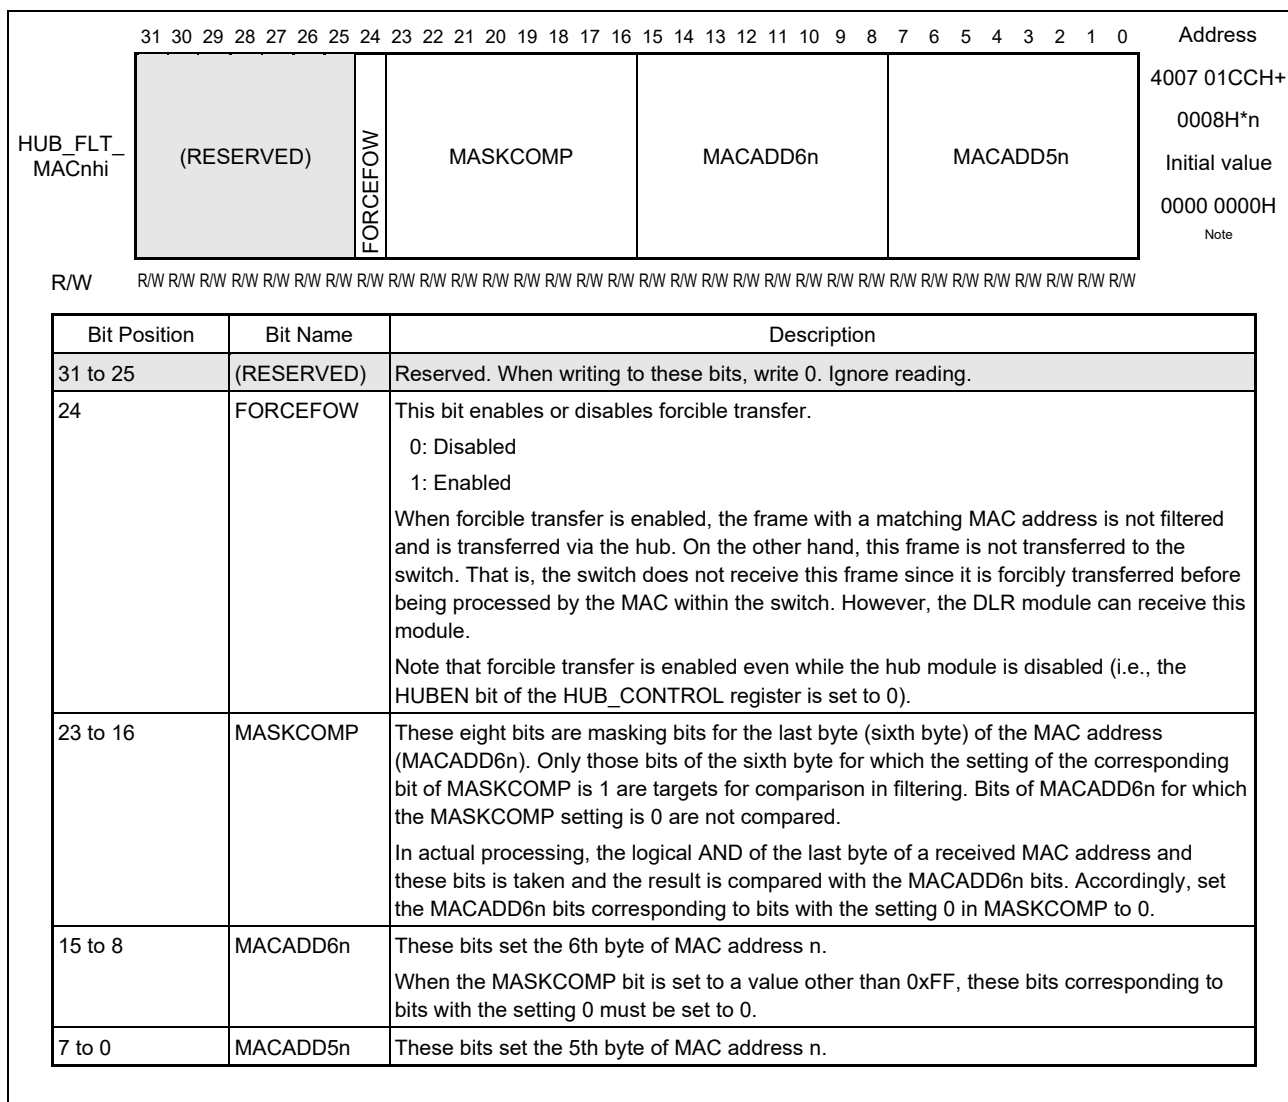 31 30 29 28 27 26 25 24 23 22 21 20 19 18 17 16 15 14 13 12 11 10 9 8 7 6 5 4 3 2 1 0 Address
HUB_FLT_
MACnhi
(RESERVED)
FORCEFOW
MASKCOMP
MACADD6n
MACADD5n
4007 01CCH+
0008H*n
Initial value
0000 0000H
Note
R/W R/W R/W R/W R/W R/W R/W R/W R/W R/W R/W R/W R/W R/W R/W R/W R/W R/W R/W R/W R/W R/W R/W R/W R/W R/W R/W R/W R/W R/W R/W R/W R/W
Bit Position Bit Name Description
31 to 25 (RESERVED) Reserved. When writing to these bits, write 0. Ignore reading.
24 FORCEFOW This bit enables or disables forcible transfer.
0: Disabled
1: Enabled
When forcible transfer is enabled, the frame with a matching MAC address is not filtered
and is transferred via the hub. On the other hand, this frame is not transferred to the
switch. That is, the switch does not receive this frame since it is forcibly transferred before
being processed by the MAC within the switch. However, the DLR module can receive this
module.
Note that forcible transfer is enabled even while the hub module is disabled (i.e., the
HUBEN bit of the HUB_CONTROL register is set to 0).
23 to 16 MASKCOMP These eight bits are masking bits for the last byte (sixth byte) of the MAC address
(MACADD6n). Only those bits of the sixth byte for which the setting of the corresponding
bit of MASKCOMP is 1 are targets for comparison in filtering. Bits of MACADD6n for which
the MASKCOMP setting is 0 are not compared.
In actual processing, the logical AND of the last byte of a received MAC address and
these bits is taken and the result is compared with the MACADD6n bits. Accordingly, set
the MACADD6n bits corresponding to bits with the setting 0 in MASKCOMP to 0.
15 to 8 MACADD6n These bits set the 6th byte of MAC address n.
When the MASKCOMP bit is set to a value other than 0xFF, these bits corresponding to
bits with the setting 0 must be set to 0.
7 to 0 MACADD5n These bits set the 5th byte of MAC address n.